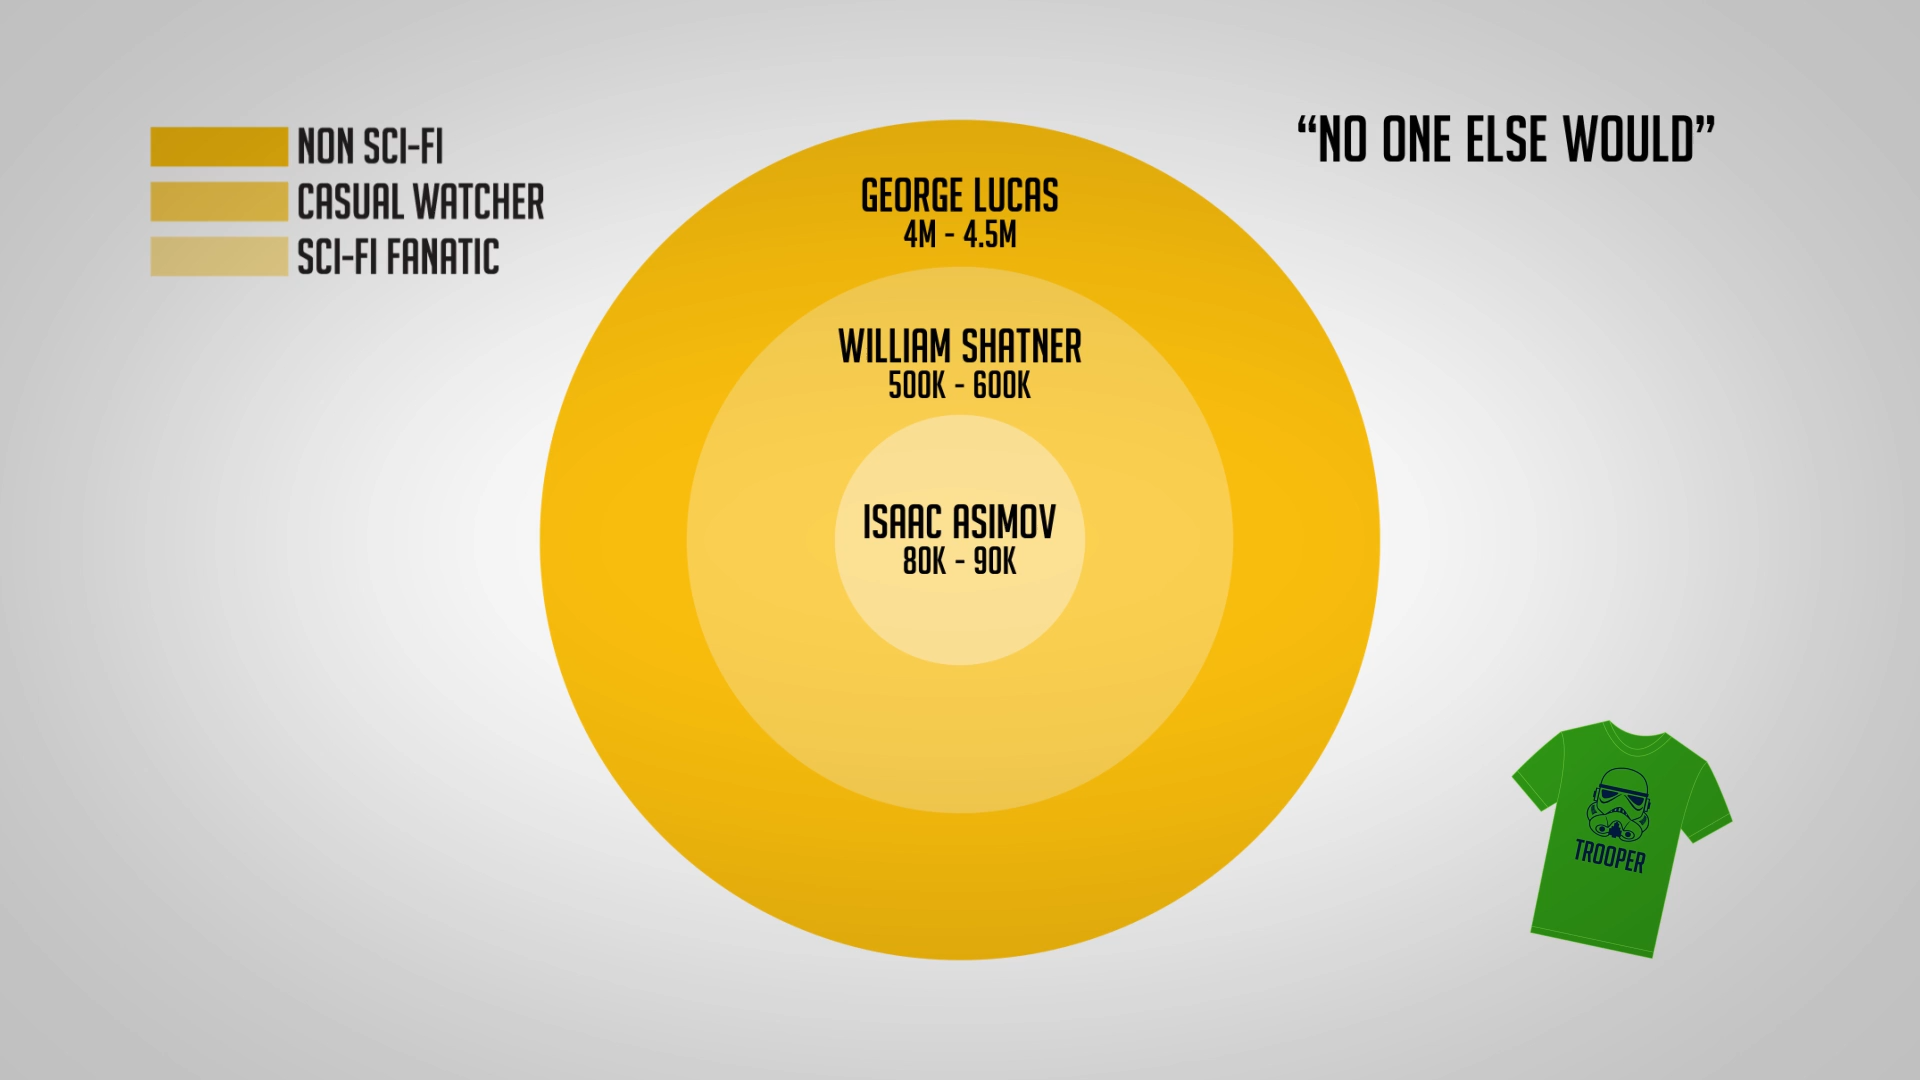 NON SCI-FI
CASUAL WATCHER
SCI-FI FANATIC
"NO ONE ELSE WOULD"
GEORGE LUCAS
4M - 4.5M
WILLIAM SHATNER
500K - 600K
ISAAC ASIMOV
80K - 90K
TROOPER